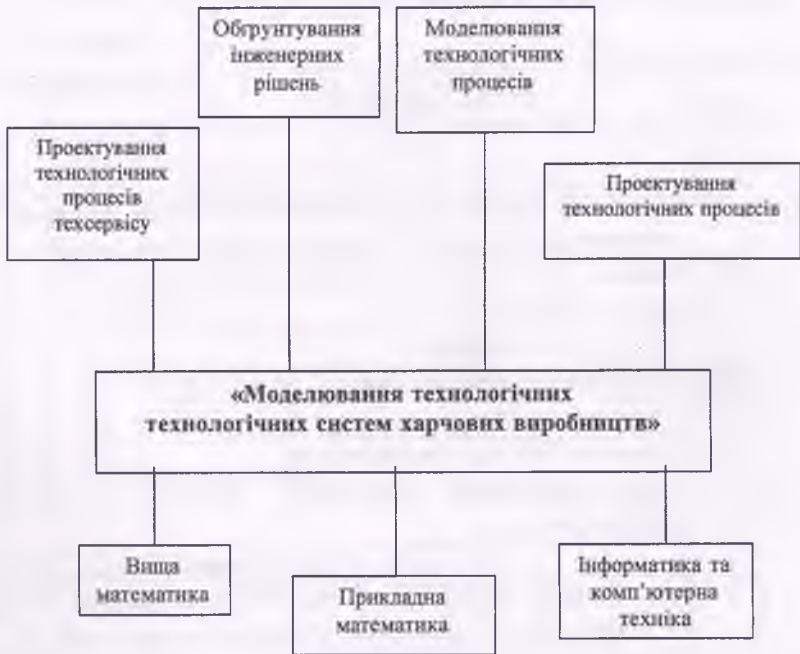 Обґрунтування
інженерних
рішень
Моделювання
технологічних
процесів
Проектування
технологічних
процесів
техсервісу
Проектування
технологічних процесів
«Моделювання технологічних
технологічних систем харчових виробництв»
Вища
математика
Прикладна
математика
Інформатика та
комп’ютерна
техніка